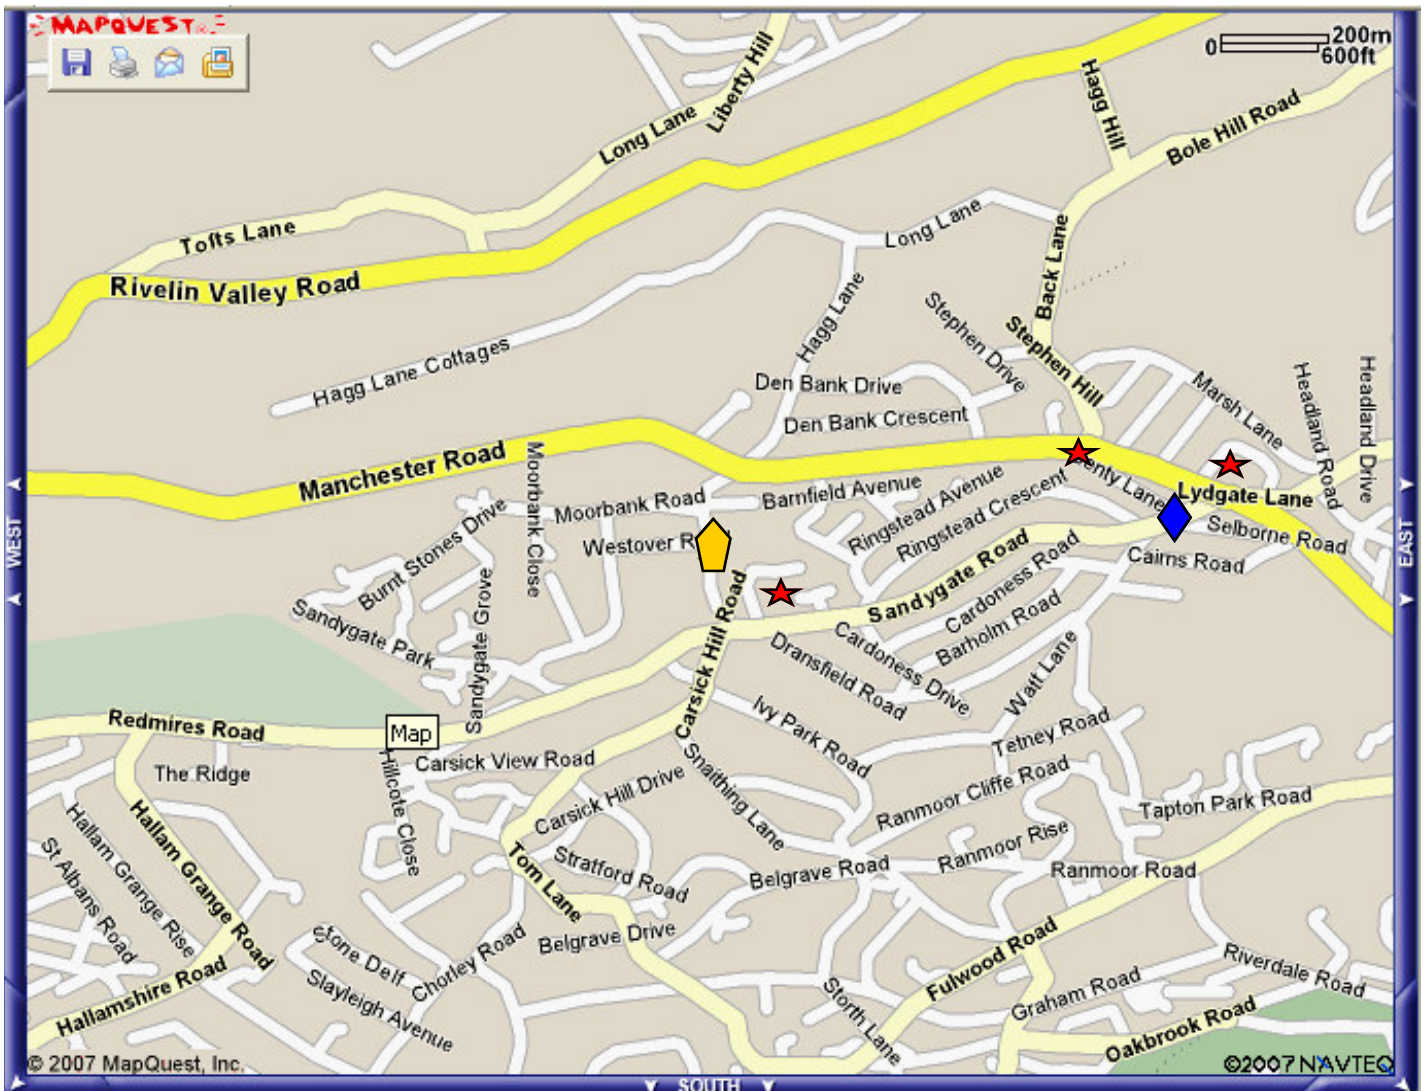 MAPQUEST
200m
0
600ft
Liberty Hill
Long Lane
Hagg Hill
Bole Hill Road
Tofts Lane
Long Lane
Rivelin Valley Road
Back Lane
Hagg Lane
Stephen Drive
Stephen Hill
Hagg Lane Cottages
Den Bank Drive
Marsh Lane
Headland Road
Headland Drive
Den Bank Crescent
Manchester Road
Moorbank Close
Moorbank Road
Barnfield Avenue
Ringstead Avenue
Ringstead Crescent
Lydgate Lane
WEST
EAST
Burnt Stones Drive
Selborne Road
Cairns Road
Sandygate Road
Cardoness Road
Sandygate Grove
Sandygate Park
Carsick Hill Road
Barholm Road
Cardoness Drive
Dransfield Road
Watt Lane
Redmires Road
Map
Ivy Park Road
Tetney Road
Carsick View Road
The Ridge
Hillcote Close
Snaithing Lane
Carsick Hill Drive
Ranmoor Cliffe Road
Tapton Park Road
Hallam Grange Road
Hallam Grange Rise
St Albans Road
Tom Lane
Stratford Road
Belgrave Road
Ranmoor Rise
Ranmoor Road
Stone Delf
Chorley Road
Belgrave Drive
Fulwood Road
Riverdale Road
Hallamshire Road
Slayleigh Avenue
Storth Lane
Graham Road
Oakbrook Road
© 2007 MapQuest, Inc.
©2007 NAVTEQ
SOUTH